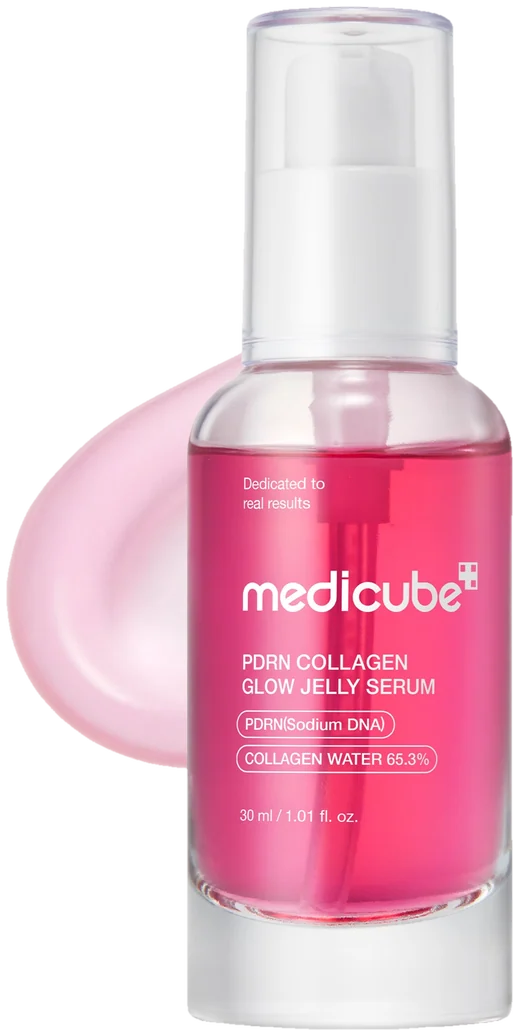 Dedicated to
real results
medicube
PDRN COLLAGEN
GLOW JELLY SERUM
PDRN(Sodium DNA)
COLLAGEN WATER 65.3%
30 ml / 1.01 fl. oz.